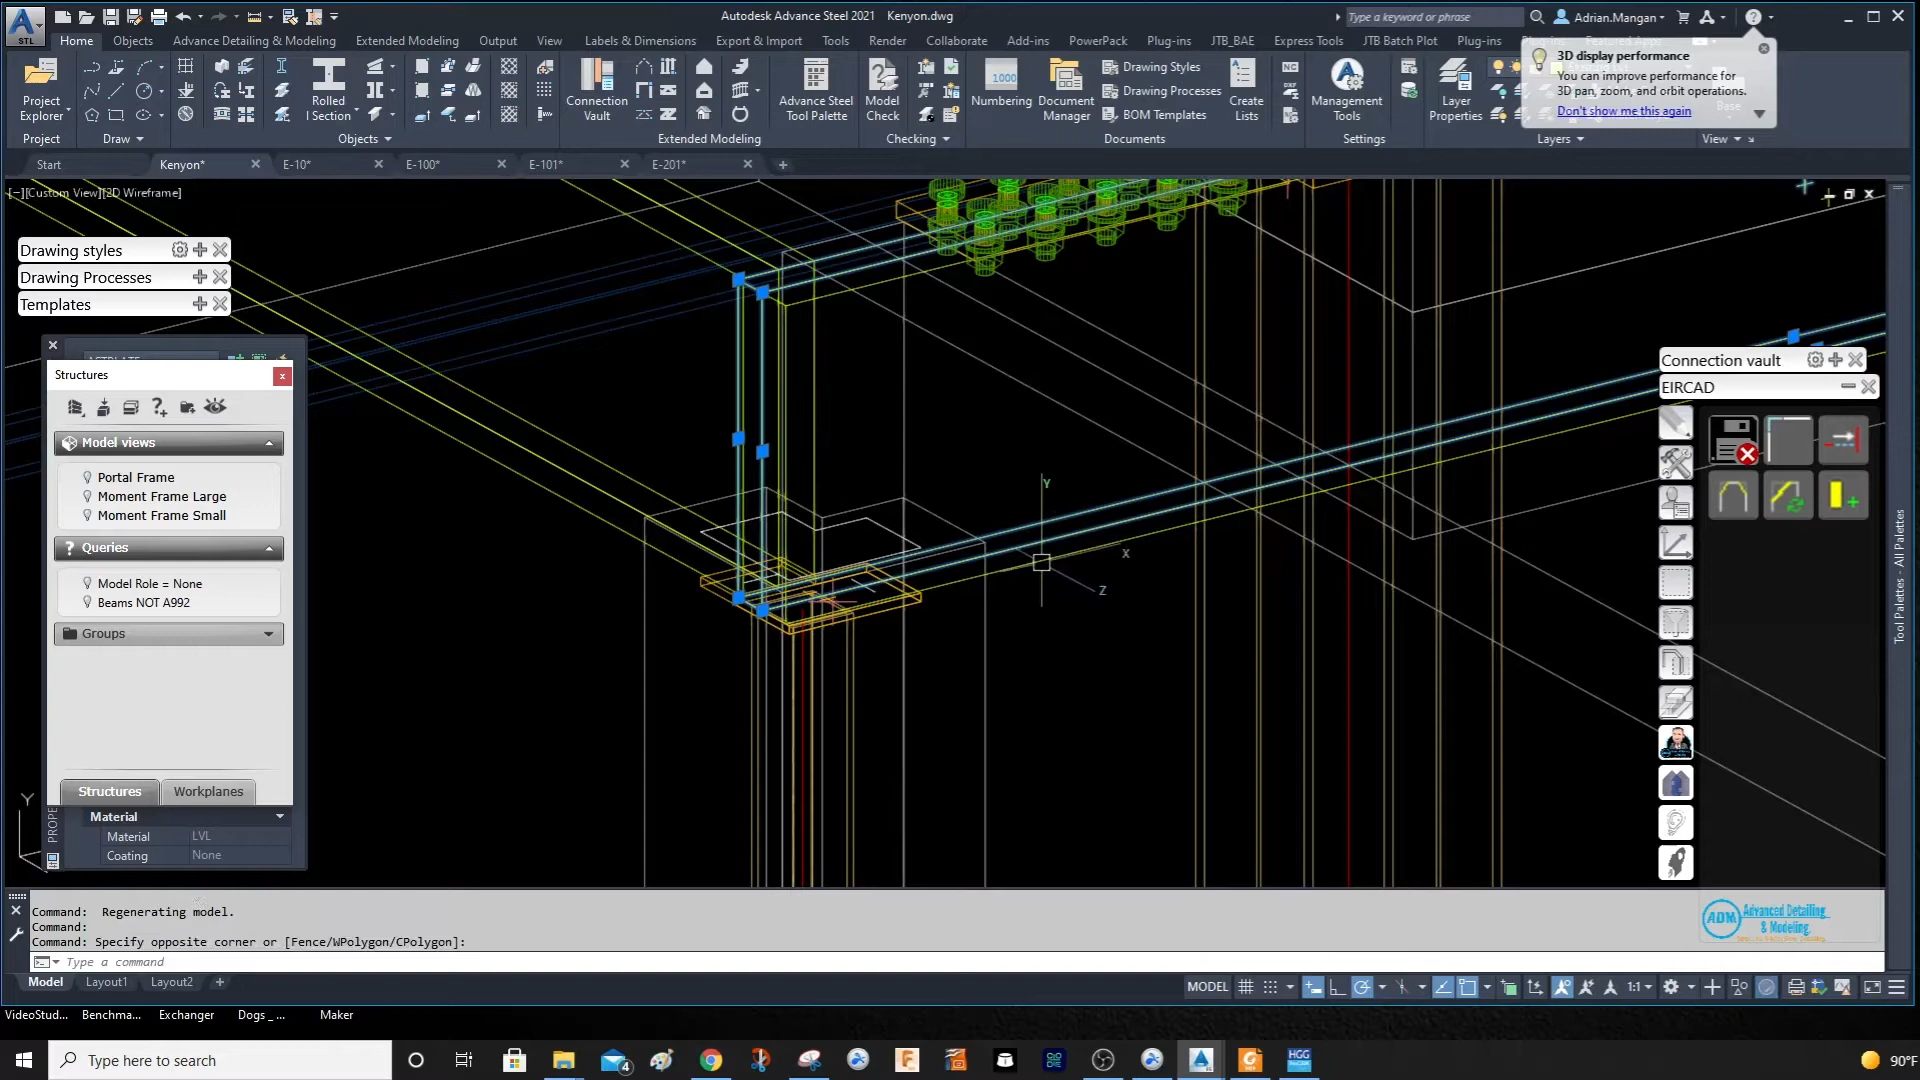 Autodesk Advance Steel 2021 Kenyon.dwg
Type a keyword or phrase
Adrian.Mangan
STL
Home Objects Advance Detailing & Modeling Extended Modeling Output View Labels & Dimensions Export & Import Tools Render Collaborate Add-ins PowerPack Plug-ins JTB_BAE Express Tools JTB Batch Plot Plug-ins
3D display performance
You can improve performance for
3D pan, zoom, and orbit operations.
Don't show me this again
Project
Explorer
Rolled
I Section
Connection
Vault
Advance Steel
Tool Palette
Model
Check
1000
Numbering
Document
Manager
Drawing Styles
Drawing Processes
BOM Templates
Create
Lists
NC
DXF
Management
Tools
Layer
Properties
Base
Project Draw Objects Extended Modeling Checking Documents Settings Layers View
Start Kenyon* E-10* E-100* E-101* E-201*
[−][Custom View][2D Wireframe]
Drawing styles
Drawing Processes
Templates
Structures
Model views
Portal Frame
Moment Frame Large
Moment Frame Small
Queries
Model Role = None
Beams NOT A992
Groups
Structures Workplanes
Material
Material LVL
Coating None
PROPE
Y
X
Z
Y
Connection vault
EIRCAD
Tool Palettes - All Palettes
ADM Advanced Detailing
& Modeling.
Command: Regenerating model.
Command:
Command: Specify opposite corner or [Fence/WPolygon/CPolygon]:
Type a command
Model Layout1 Layout2
MODEL 1:1
VideoStud... Benchma... Exchanger Dogs _ ... Maker
Type here to search
4
HGG
90°F